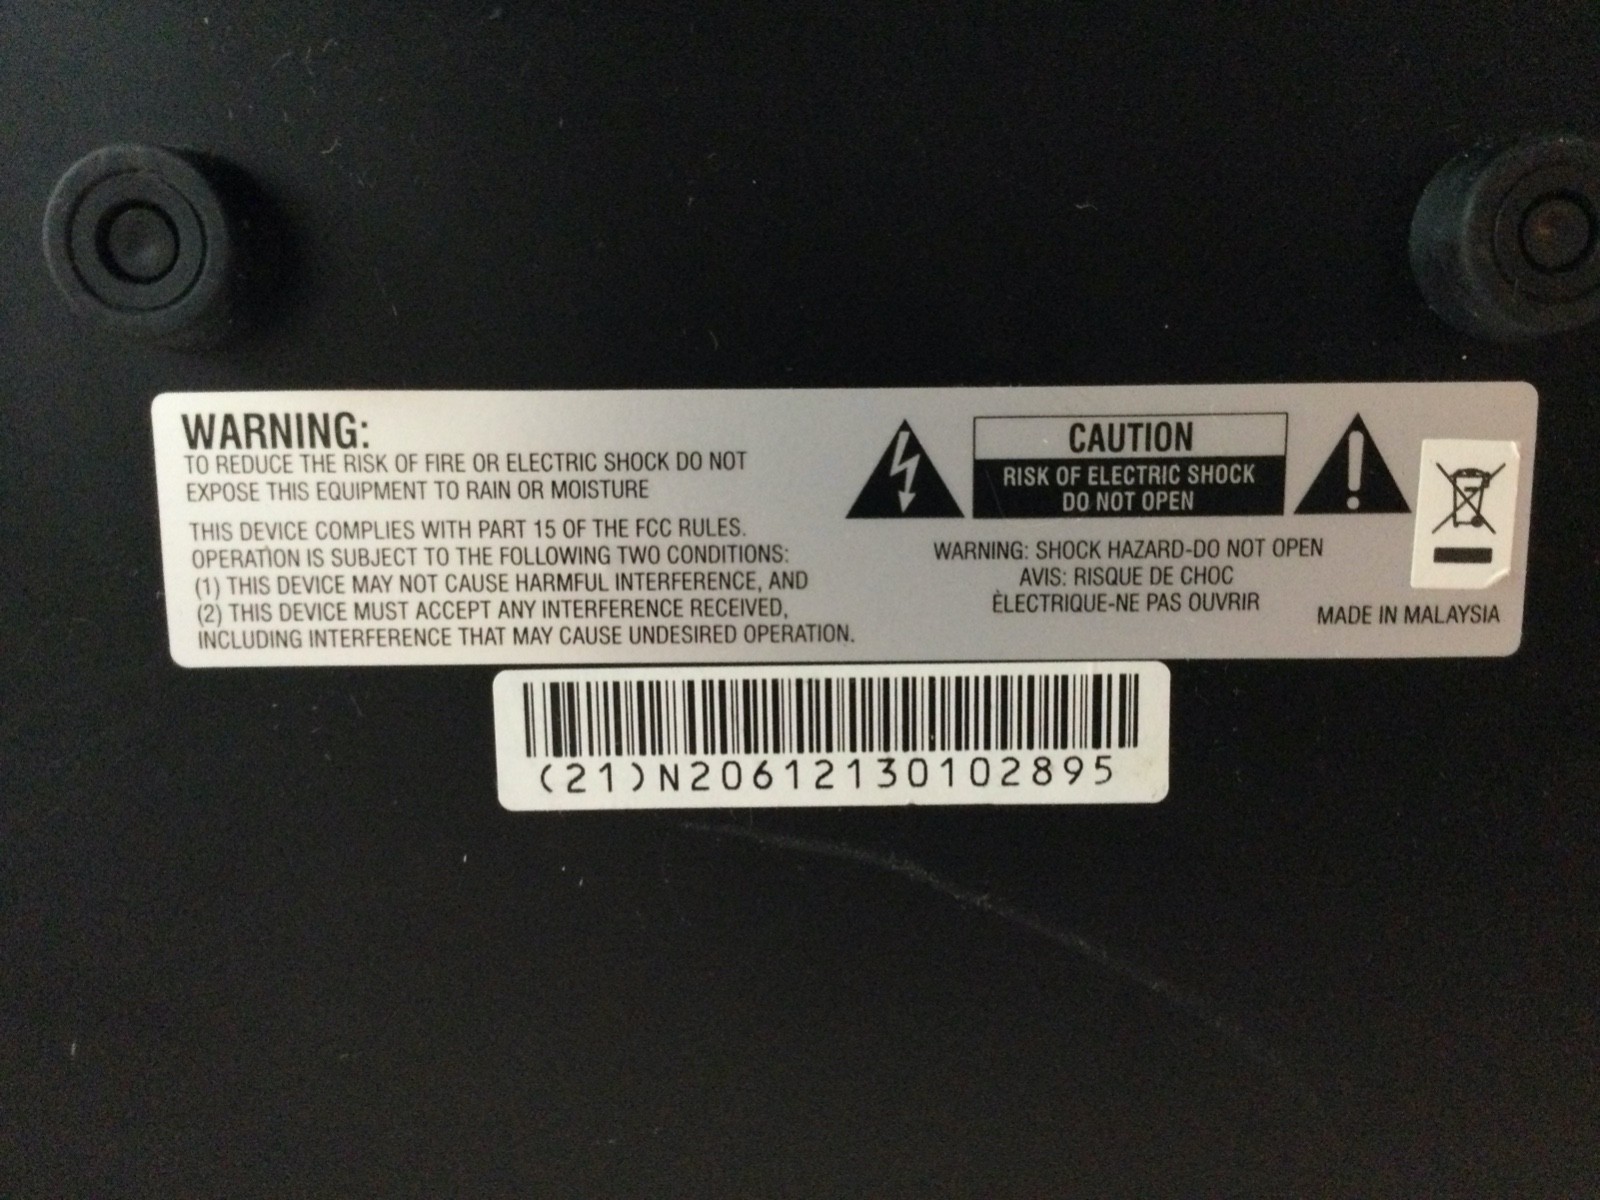 WARNING:
TO REDUCE THE RISK OF FIRE OR ELECTRIC SHOCK DO NOT
EXPOSE THIS EQUIPMENT TO RAIN OR MOISTURE
THIS DEVICE COMPLIES WITH PART 15 OF THE FCC RULES.
OPERATION IS SUBJECT TO THE FOLLOWING TWO CONDITIONS:
(1) THIS DEVICE MAY NOT CAUSE HARMFUL INTERFERENCE, AND
(2) THIS DEVICE MUST ACCEPT ANY INTERFERENCE RECEIVED,
INCLUDING INTERFERENCE THAT MAY CAUSE UNDESIRED OPERATION.
CAUTION
RISK OF ELECTRIC SHOCK
DO NOT OPEN
WARNING: SHOCK HAZARD-DO NOT OPEN
AVIS: RISQUE DE CHOC
ÈLECTRIQUE-NE PAS OUVRIR
MADE IN MALAYSIA
(21)N20612130102895